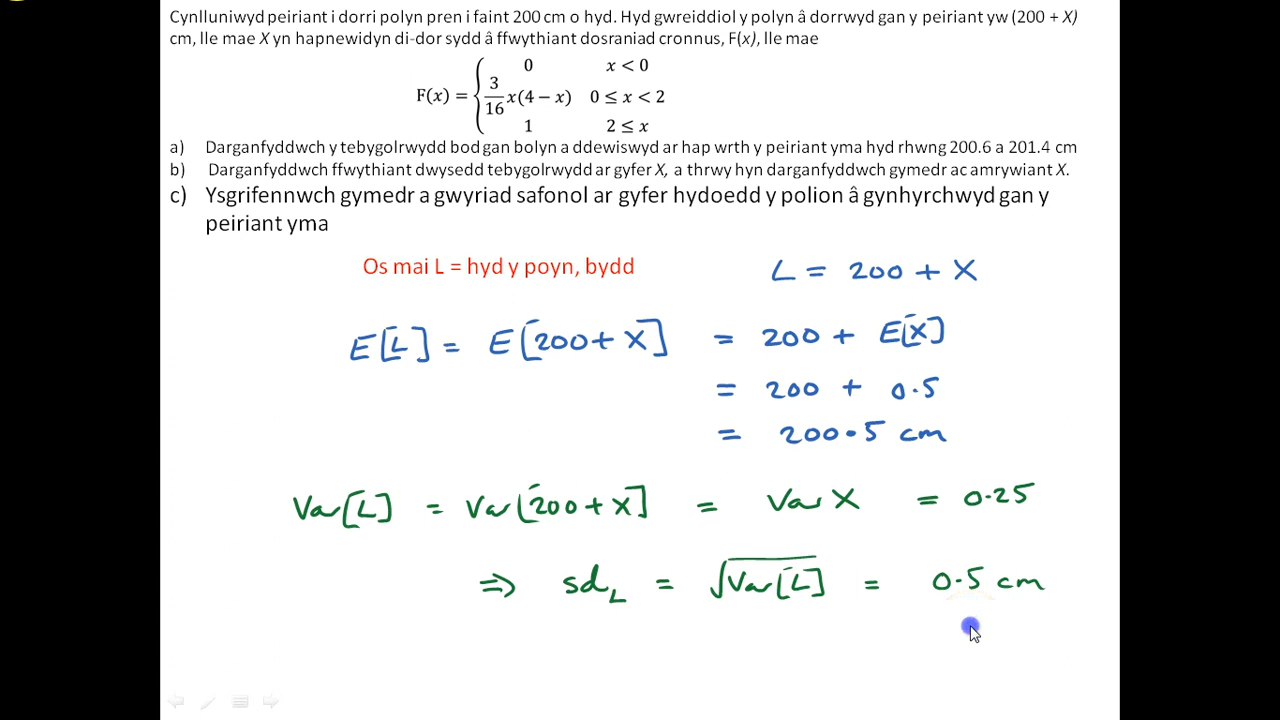 Cynlluniwyd peiriant i dorri polyn pren i faint 200 cm o hyd. Hyd gwreiddiol y polyn â dorrwyd gan y peiriant yw (200 + X)
cm, lle mae X yn hapnewidyn di-dor sydd â ffwythiant dosraniad cronnus, F(x), lle mae
0 x < 0
F(x) = { 3/16 x(4 − x) 0 ≤ x < 2
1 2 ≤ x
a) Darganfyddwch y tebygolrwydd bod gan bolyn a ddewiswyd ar hap wrth y peiriant yma hyd rhwng 200.6 a 201.4 cm
b) Darganfyddwch ffwythiant dwysedd tebygolrwydd ar gyfer X, a thrwy hyn darganfyddwch gymedr ac amrywiant X.
c) Ysgrifennwch gymedr a gwyriad safonol ar gyfer hydoedd y polion â gynhyrchwyd gan y
peiriant yma
Os mai L = hyd y poyn, bydd L = 200 + X
E[L] = E[200+X] = 200 + E[X]
= 200 + 0.5
= 200.5 cm
Var[L] = Var[200+X] = Var X = 0.25
⇒ sd_L = √Var[L] = 0.5 cm